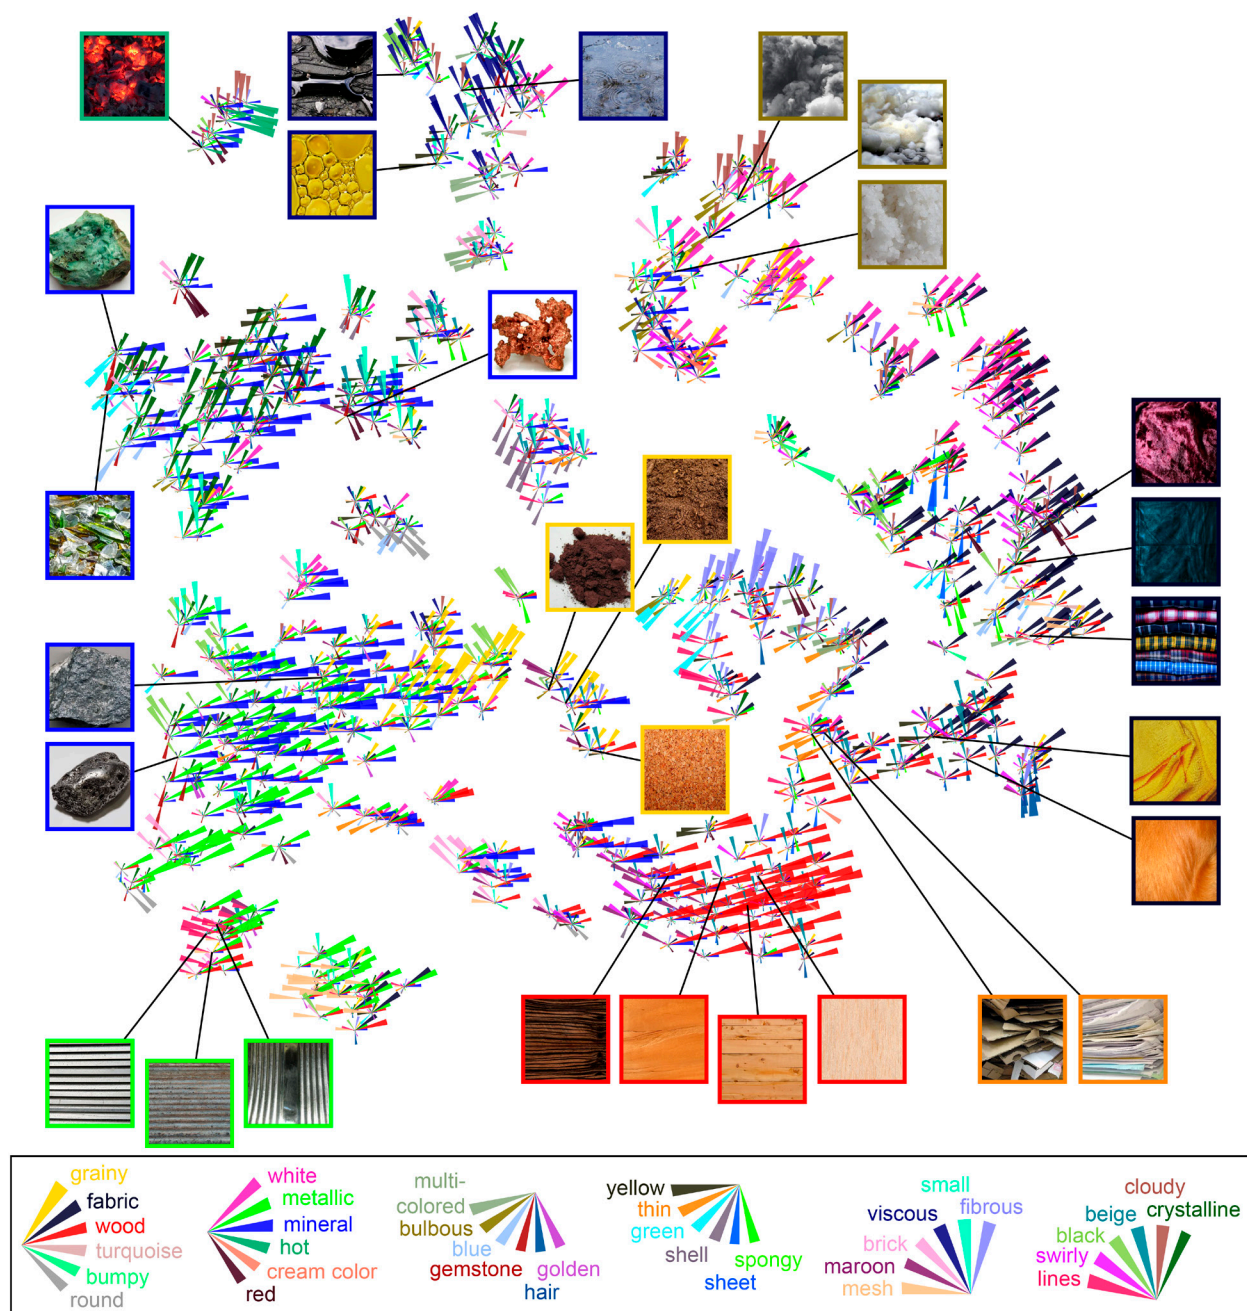 grainy
fabric
wood
turquoise
bumpy
round
white
metallic
mineral
hot
cream color
red
multi-
colored
bulbous
blue
gemstone
hair
golden
yellow
thin
green
shell
sheet
spongy
small
fibrous
viscous
brick
maroon
mesh
cloudy
crystalline
beige
black
swirly
lines